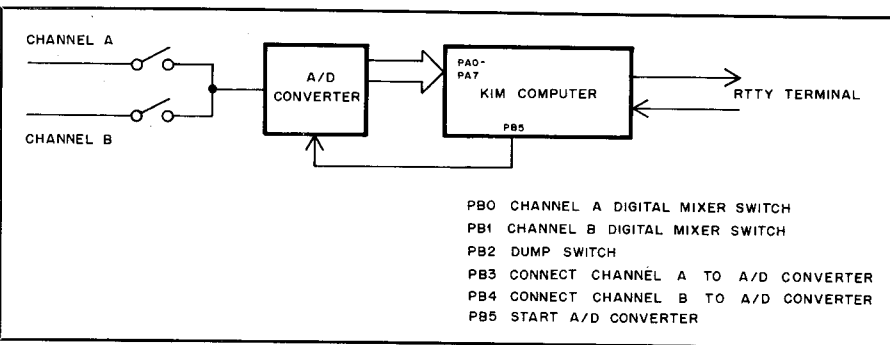 CHANNEL A
CHANNEL B
A/D
CONVERTER
PA0-
PA7
KIM COMPUTER
PB5
RTTY TERMINAL
PB0 CHANNEL A DIGITAL MIXER SWITCH
PB1 CHANNEL B DIGITAL MIXER SWITCH
PB2 DUMP SWITCH
PB3 CONNECT CHANNEL A TO A/D CONVERTER
PB4 CONNECT CHANNEL B TO A/D CONVERTER
PB5 START A/D CONVERTER